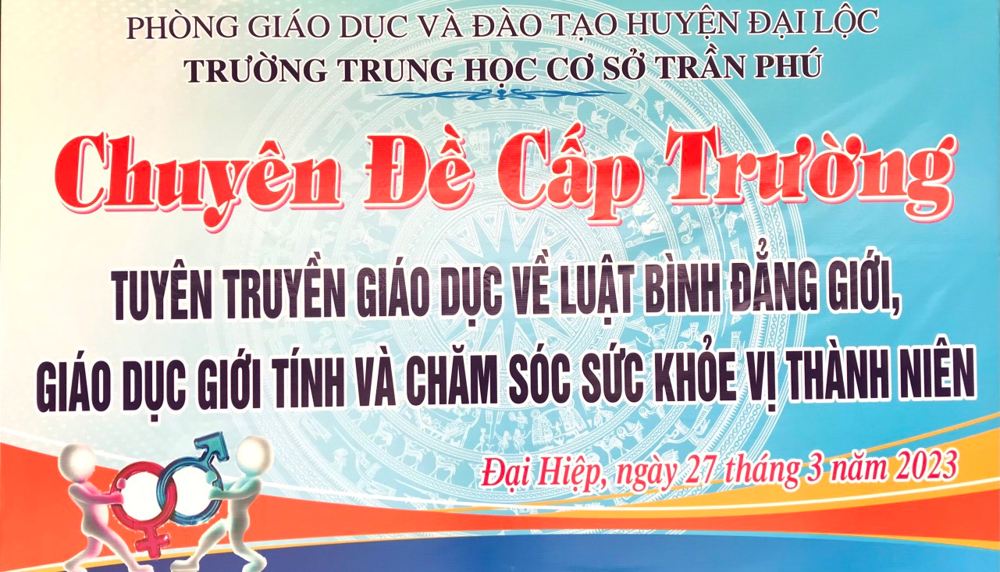 PHÒNG GIÁO DỤC VÀ ĐÀO TẠO HUYỆN ĐẠI LỘC
TRƯỜNG TRUNG HỌC CƠ SỞ TRẦN PHÚ
Chuyên Đề Cấp Trường
TUYÊN TRUYỀN GIÁO DỤC VỀ LUẬT BÌNH ĐẲNG GIỚI,
GIÁO DỤC GIỚI TÍNH VÀ CHĂM SÓC SỨC KHỎE VỊ THÀNH NIÊN
Đại Hiệp, ngày 27 tháng 3 năm 2023